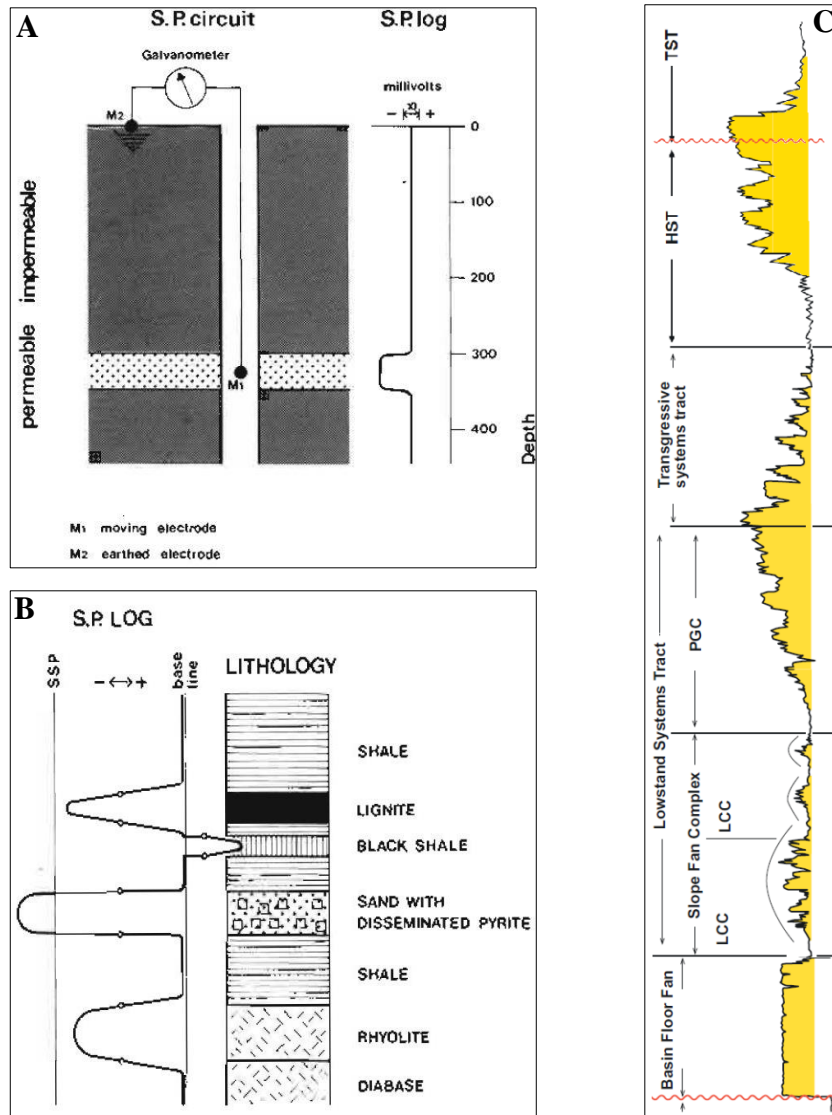 A
S.P. circuit
S.P. log
Galvanometer
millivolts
- 10 +
M2
0
100
200
300
400
Depth
permeable impermeable
M1
M1 moving electrode
M2 earthed electrode
B
S.P. LOG
SSP
- ↔ +
base line
LITHOLOGY
SHALE
LIGNITE
BLACK SHALE
SAND WITH
DISSEMINATED PYRITE
SHALE
RHYOLITE
DIABASE
C
TST
HST
Transgressive
systems tract
Lowstand Systems Tract
PGC
Slope Fan Complex
LCC
LCC
Basin Floor Fan